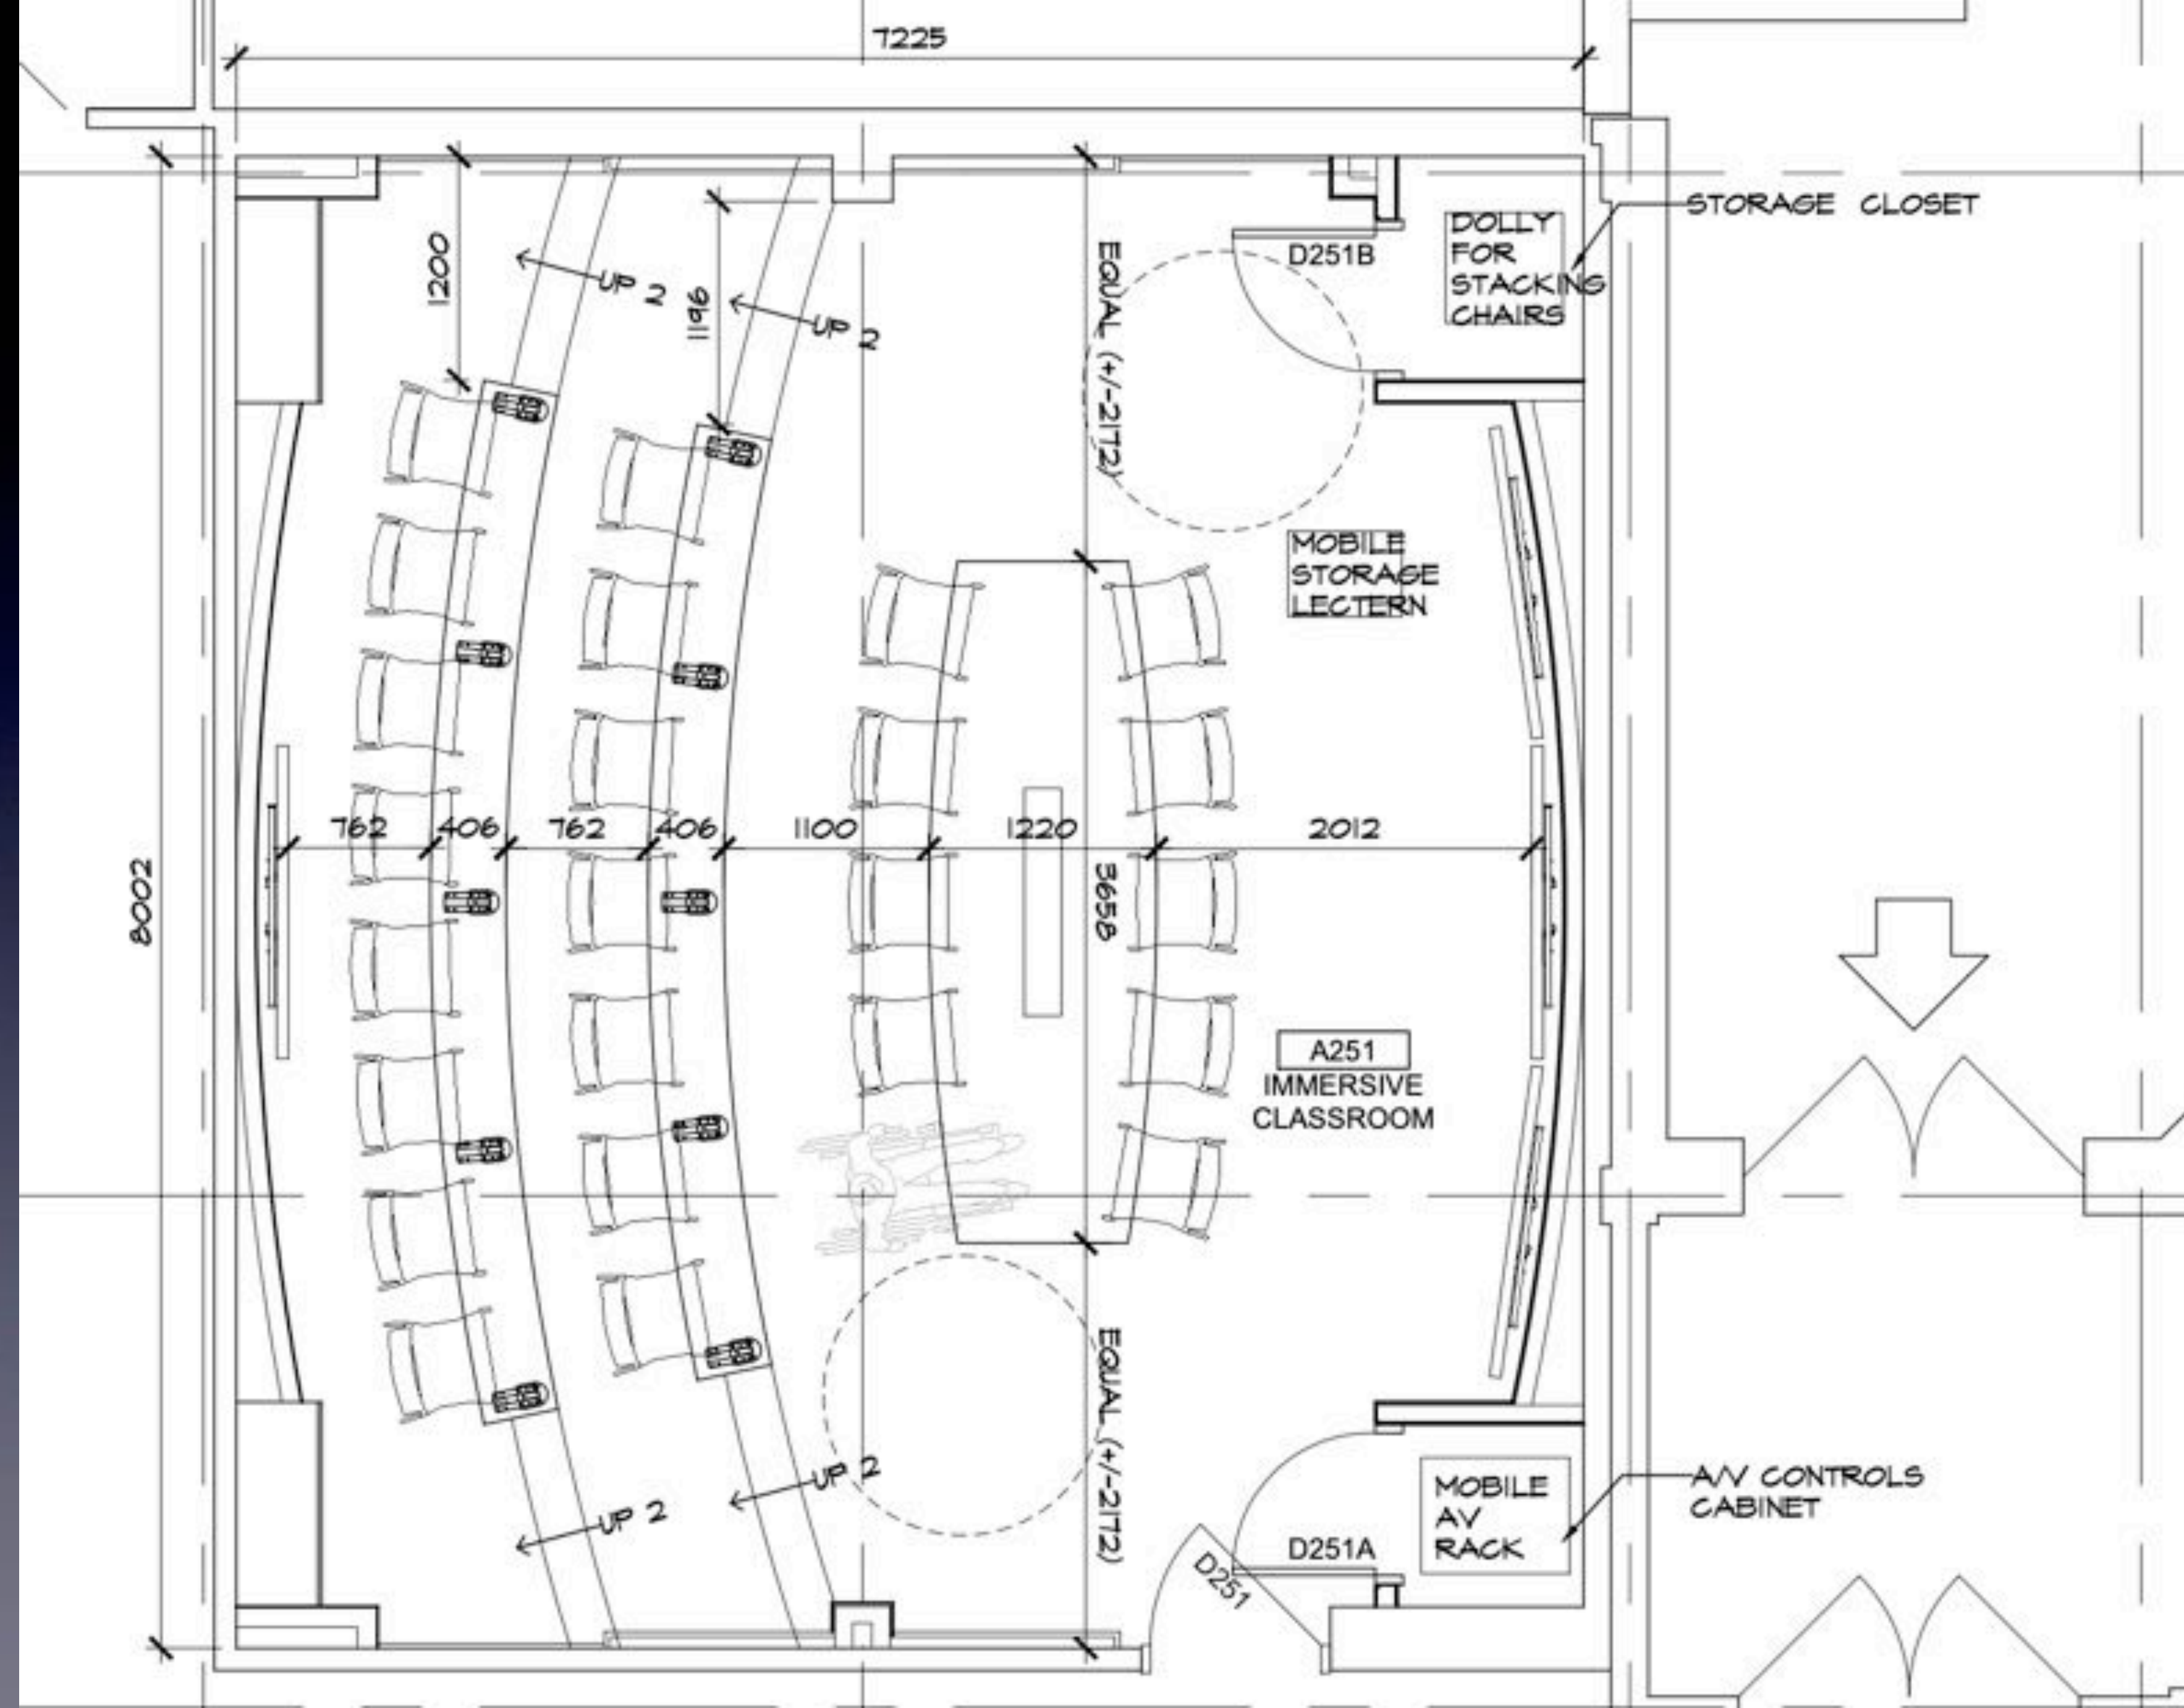 7225
STORAGE CLOSET
DOLLY
FOR
STACKING
CHAIRS
D251B
1200
UP 2
1196
UP 2
EQUAL (+/-2172)
MOBILE
STORAGE
LECTERN
762
406
762
406
1100
1220
2012
8002
3658
A251
IMMERSIVE
CLASSROOM
EQUAL (+/-2172)
UP 2
UP 2
A/V CONTROLS
CABINET
MOBILE
AV
RACK
D251A
D251